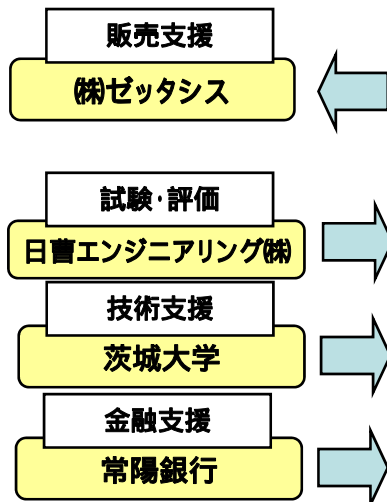 販売支援
㈱ゼッタシス
試験・評価
日曹エンジニアリング㈱
技術支援
茨城大学
金融支援
常陽銀行